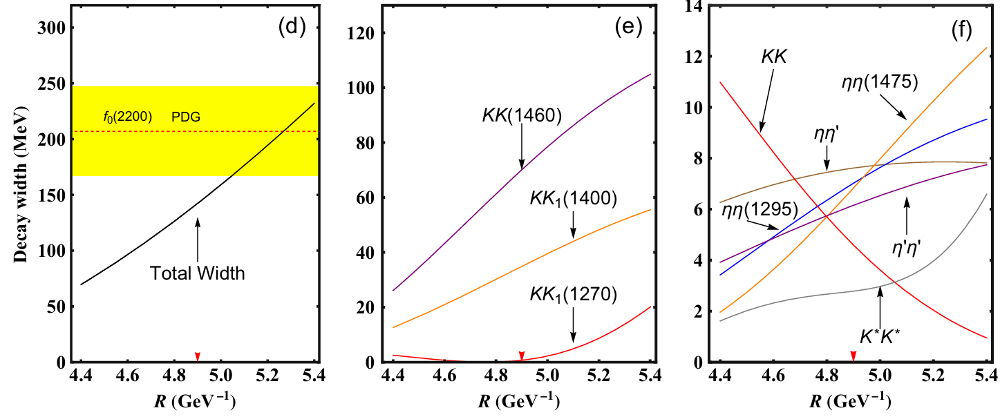 Decay width (MeV)
300
250
200
150
100
50
0
(d)
f₀(2200) PDG
Total Width
4.4 4.6 4.8 5.0 5.2 5.4
R (GeV⁻¹)
120
100
80
60
40
20
0
(e)
KK(1460)
KK₁(1400)
KK₁(1270)
4.4 4.6 4.8 5.0 5.2 5.4
R (GeV⁻¹)
14
12
10
8
6
4
2
0
(f)
KK
ηη(1475)
ηη'
ηη(1295)
η'η'
K*K*
4.4 4.6 4.8 5.0 5.2 5.4
R (GeV⁻¹)